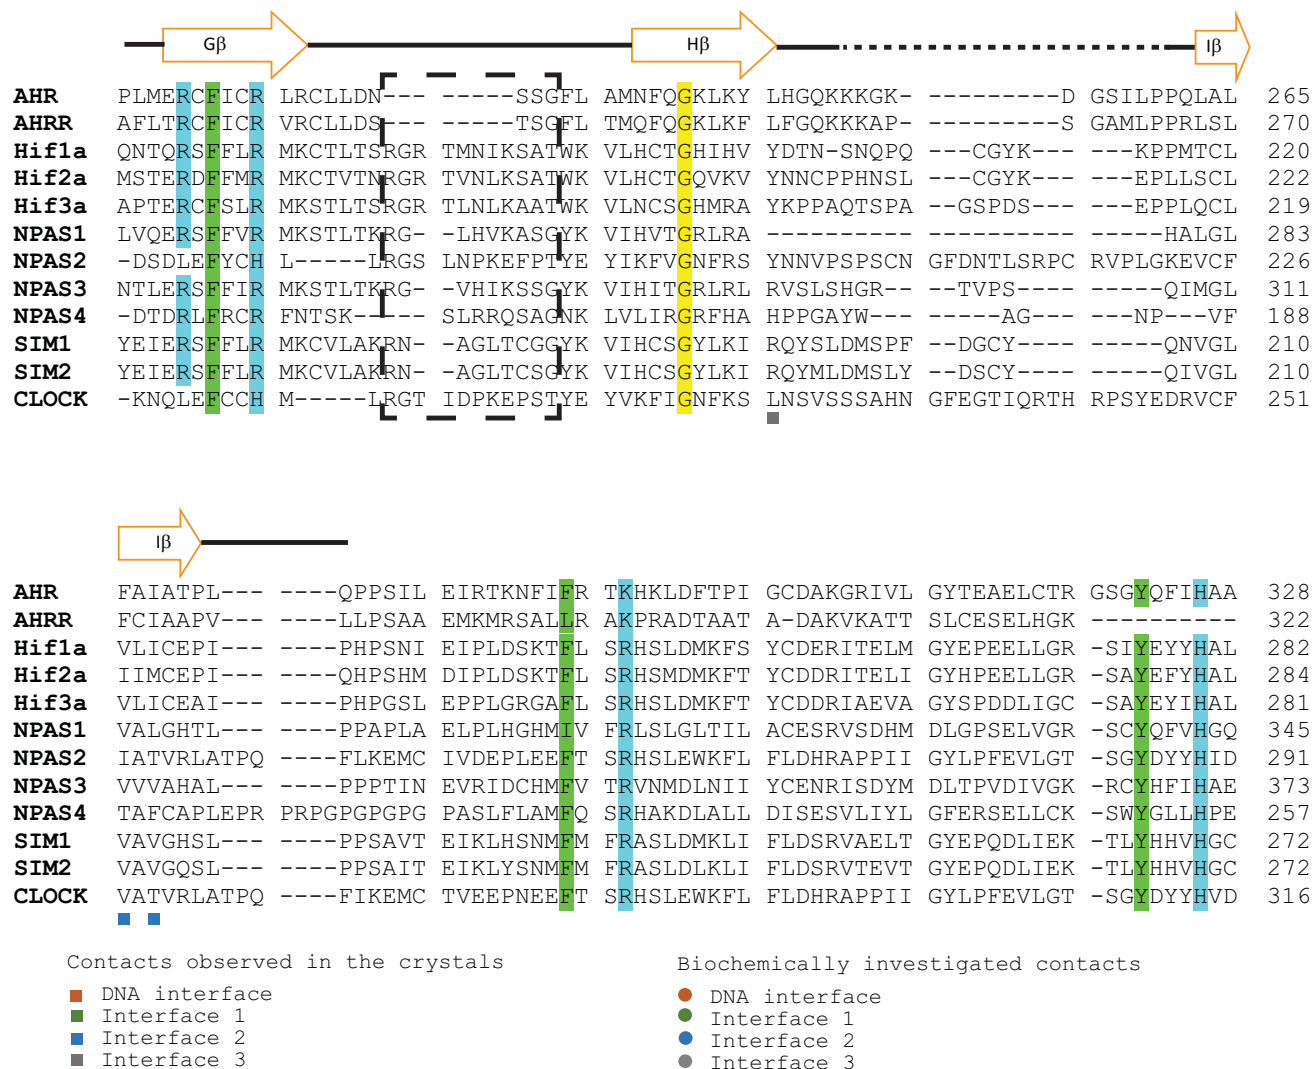 Gβ Hβ Iβ
AHR PLMERCFICR LRCLLDN--- ------SSGFL AMNFQGKLKY LHGQKKKGK- ---------D GSILPPQLAL 265
AHRR AFLTRCFICR VRCLLDS--- ------TSGFL TMQFQGKLKF LFGQKKKAP- ---------S GAMLPPRLSL 270
Hif1a QNTQRSFFLR MKCTLTSRGR TMNIKSATWK VLHCTGHIHV YDTN-SNQPQ ---CGYK--- ---KPPMTCL 220
Hif2a MSTERDFFMR MKCTVTNRGR TVNLKSATWK VLHCTGQVKV YNNCPPHNSL ---CGYK--- ---EPLLSCL 222
Hif3a APTERCFSLR MKSTLTSRGR TLNLKAATWK VLNCSGHMRA YKPPAQTSPA --GSPDS--- ---EPPLQCL 219
NPAS1 LVQERSFFVR MKSTLTKRG- -LHVKASGYK VIHVTGRLRA ---------- ---------- -----HALGL 283
NPAS2 -DSDLEFYCH L-----LRGS LNPKEFPTYE YIKFVGNFRS YNNVPSPSCN GFDNTLSRPC RVPLGKEVCF 226
NPAS3 NTLERSFFIR MKSTLTKRG- -VHIKSSGYK VIHITGRLRL RVSLSHGR-- --TVPS---- -----QIMGL 311
NPAS4 -DTDRLFRCR FNTSK----- -SLRRQSAGNK LVLIRGRFHA HPPGAYW--- -----AG--- ---NP---VF 188
SIM1 YEIERSFFLR MKCVLAKRN- -AGLTCGGYK VIHCSGYLKI RQYSLDMSPF --DGCY---- -----QNVGL 210
SIM2 YEIERSFFLR MKCVLAKRN- -AGLTCSGYK VIHCSGYLKI RQYMLDMSLY --DSCY---- -----QIVGL 210
CLOCK -KNQLEFCCH M-----LRGT IDPKEPSTYE YVKFIGNFKS LNSVSSSAHN GFEGTIQRTH RPSYEDRVCF 251
Iβ
AHR FAIATPL--- ----QPPSILE EIRTKNFIFR TKHKLDFTPI GCDAKGRIVL GYTEAELCTR GSGYQFIHAA 328
AHRR FCIAAPV--- ----LLPSAA EMKMRSALLR AKPRADTAAT A-DAKVKATT SLCESELHGK ---------- 322
Hif1a VLICEPI--- ----PHPSNI EIPLDSKTFL SRHSLDMKFS YCDERITELM GYEPEELLGR -SIYEYYHAL 282
Hif2a IIMCEPI--- ----QHPSHM DIPLDSKTFL SRHSMDMKFT YCDDRITELI GYHPEELLGR -SAYEFYHAL 284
Hif3a VLICEAI--- ----PHPGSL EPPLGRGAFL SRHSLDMKFT YCDDRIAEVA GYSPDDLIGC -SAYEYIHAL 281
NPAS1 VALGHTL--- ----PPAPLA ELPLHGHMIV FRLSLGLTIL ACESRVSDHM DLGPSELVGR -SCYQFVHGQ 345
NPAS2 IATVRLATPQ ----FLKEMC IVDEPLEEFT SRHSLEWKFL FLDHRAPPII GYLPFEVLGT -SGYDYYHID 291
NPAS3 VVVAHAL--- ----PPPTIN EVRIDCHMFV TRVNMDLNII YCENRISDYM DLTPVDIVGK -RCYHFIHAE 373
NPAS4 TAFCAPLEPR PRPGPGPGPG PASLFLAMFQ SRHAKDLALL DISESVLIYL GFERSELLCK -SWYGLLHPE 257
SIM1 VAVGHSL--- ----PPSAVT EIKLHSNMFM FRASLDMKLI FLDSRVAELT GYEPQDLIEK -TLYHHVHGC 272
SIM2 VAVGQSL--- ----PPSAIT EIKLYSNMFM FRASLDLKLI FLDSRVTEVT GYEPQDLIEK -TLYHHVHGC 272
CLOCK VATVRLATPQ ----FIKEMC TVEEPNEEFT SRHSLEWKFL FLDHRAPPII GYLPFEVLGT -SGYDYYHVD 316
Contacts observed in the crystals
DNA interface
Interface 1
Interface 2
Interface 3
Biochemically investigated contacts
DNA interface
Interface 1
Interface 2
Interface 3